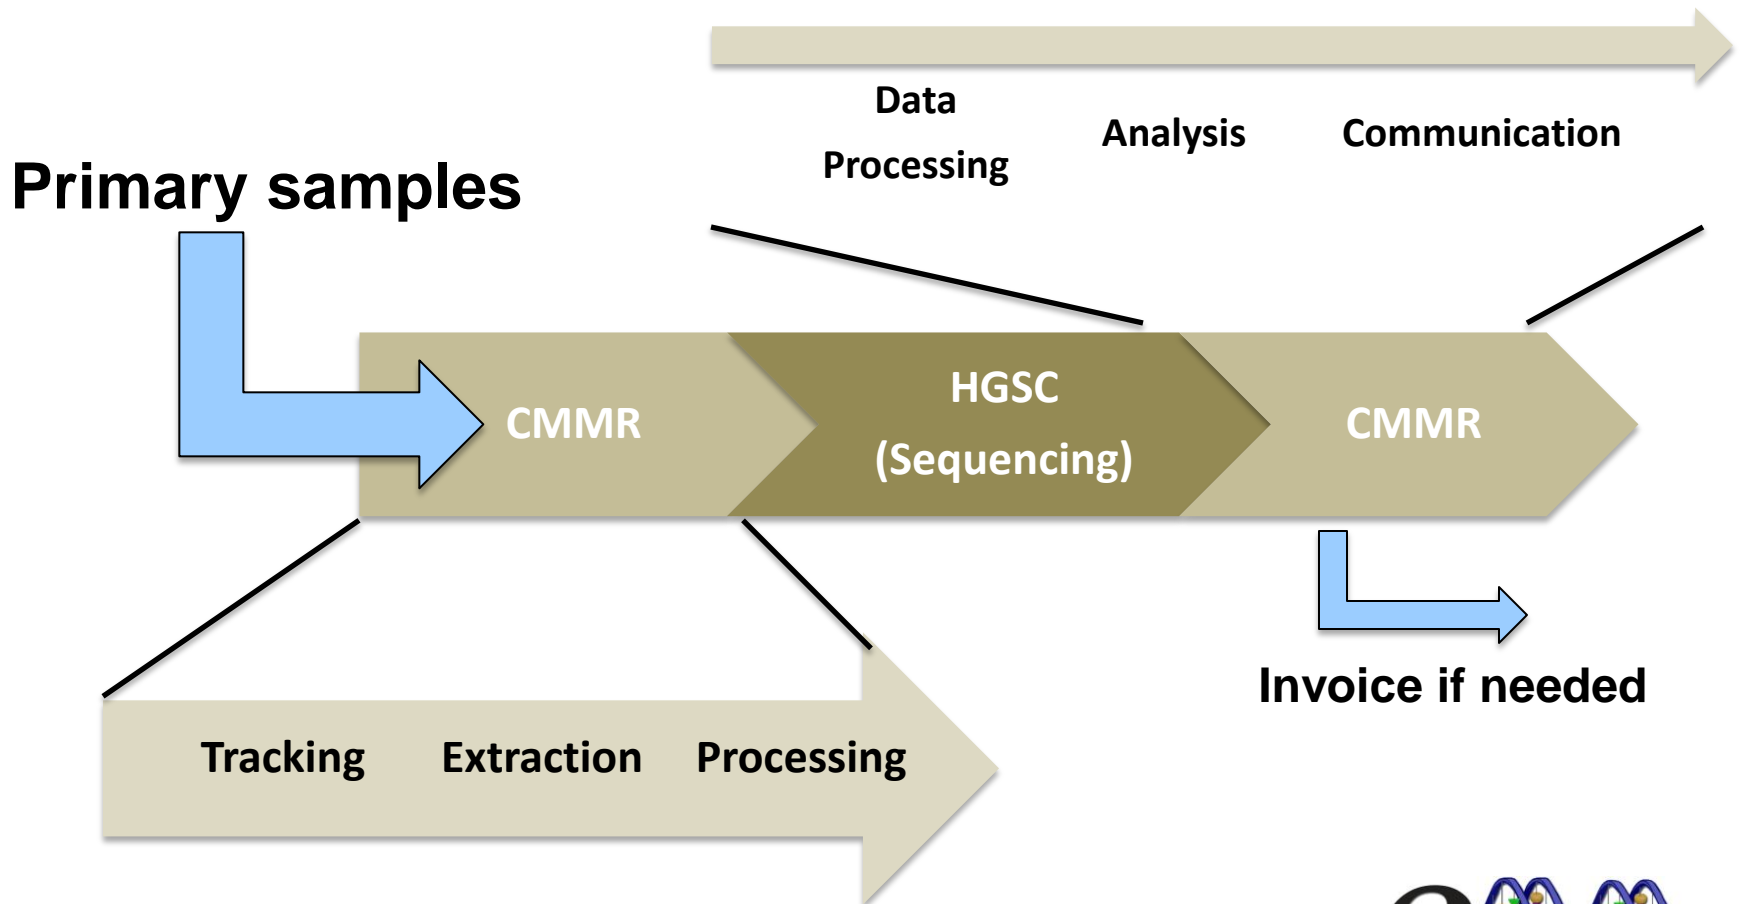 Data
Processing
Analysis
Communication
Primary samples
CMMR
HGSC
(Sequencing)
CMMR
Invoice if needed
Tracking
Extraction
Processing